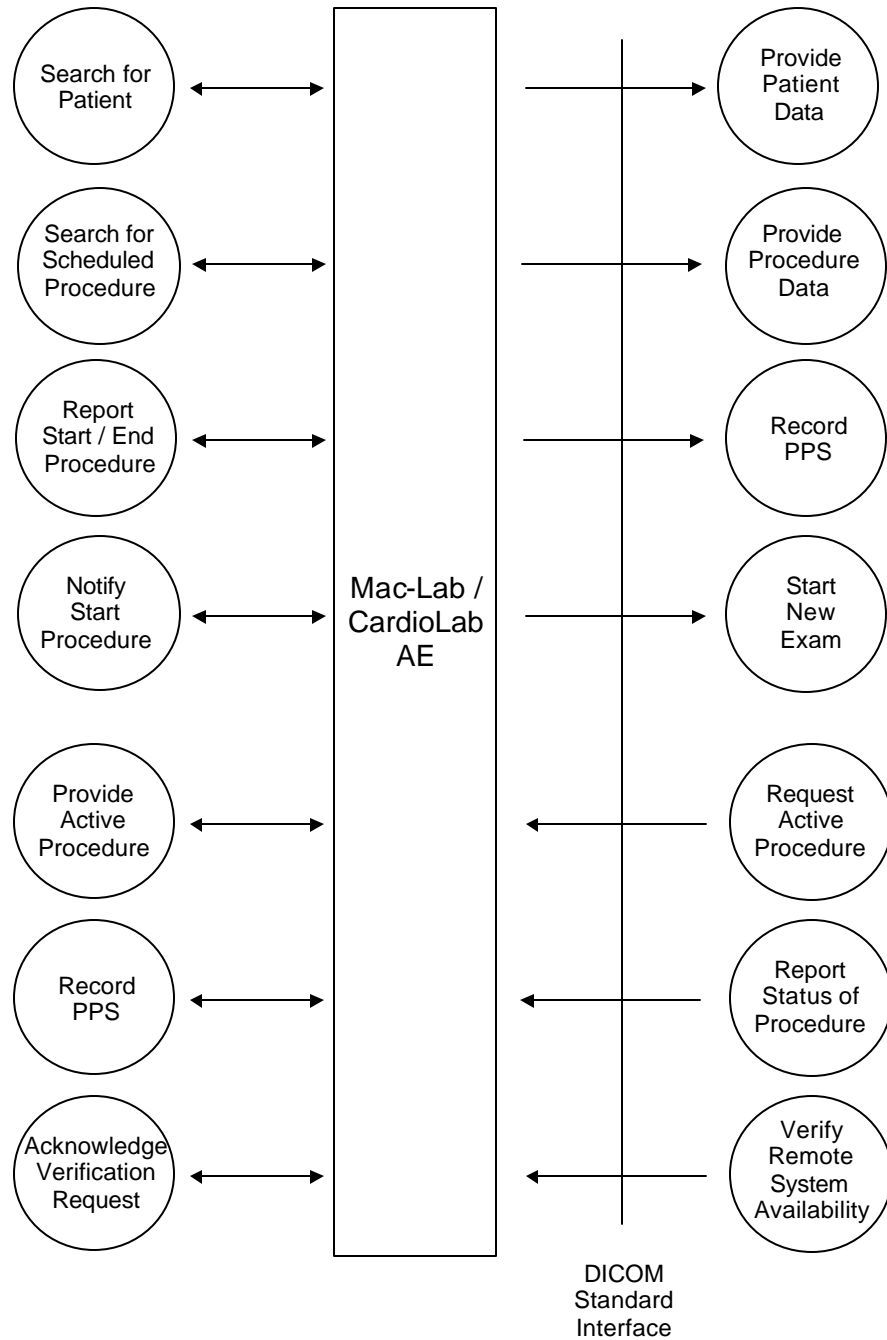 Search for
Patient
Provide
Patient
Data
Search for
Scheduled
Procedure
Provide
Procedure
Data
Report
Start / End
Procedure
Record
PPS
Notify
Start
Procedure
Mac-Lab /
CardioLab
AE
Start
New
Exam
Provide
Active
Procedure
Request
Active
Procedure
Record
PPS
Report
Status of
Procedure
Acknowledge
Verification
Request
Verify
Remote
System
Availability
DICOM
Standard
Interface